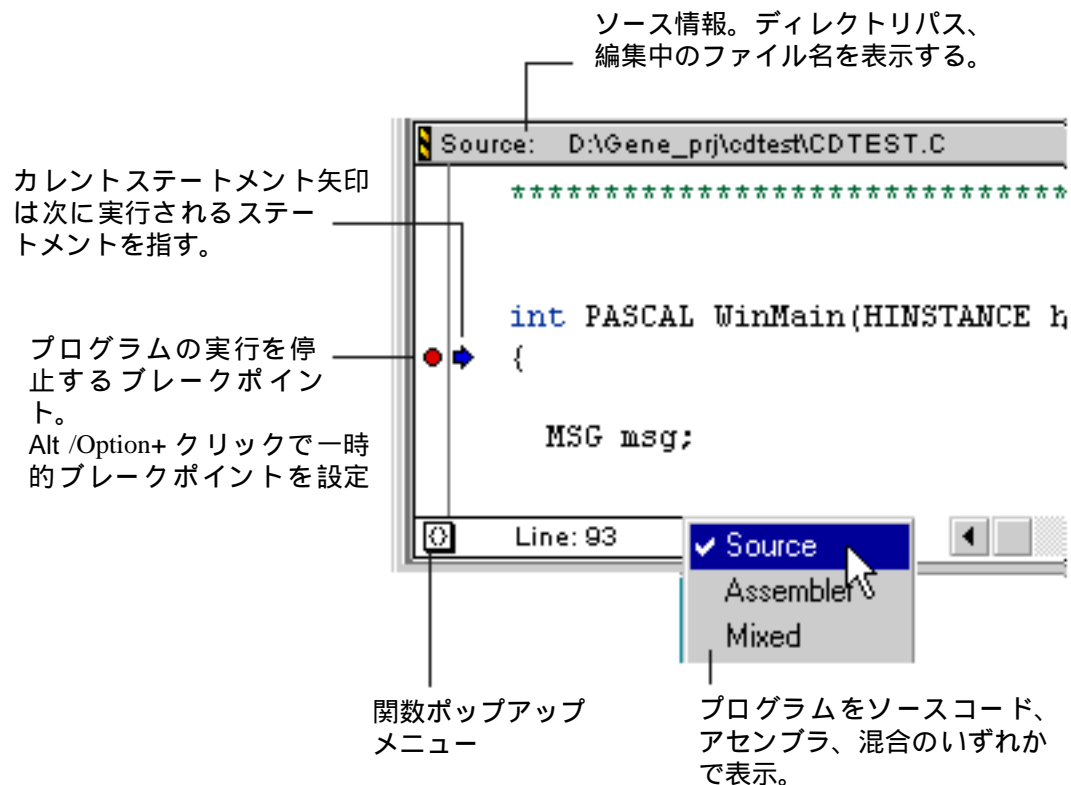 ソース情報。ディレクトリパス、
編集中のファイル名を表示する。
Source: D:\Gene_prj\cdtest\CDTEST.C
カレントステートメント矢印
は次に実行されるステー
トメントを指す。
******************************
int PASCAL WinMain(HINSTANCE h
プログラムの実行を停
止するブレークポイン
ト。
Alt /Option+ クリックで一時
的ブレークポイントを設定
{
MSG msg;
{} Line: 93
Source
Assembler
Mixed
関数ポップアップ
メニュー
プログラムをソースコード、
アセンブラ、混合のいずれか
で表示。